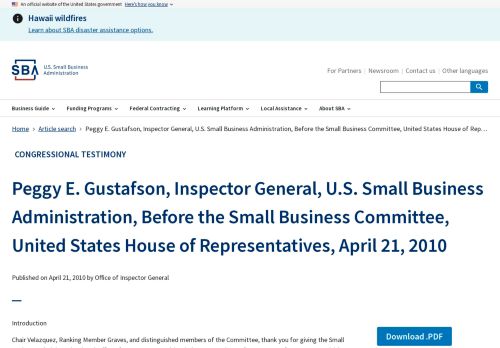 An official website of the United States government Here's how you know
Hawaii wildfires
Learn about SBA disaster assistance options.
SBA U.S. Small Business Administration
For Partners | Newsroom | Contact us | Other languages
Business Guide Funding Programs Federal Contracting Learning Platform Local Assistance About SBA
Home > Article search > Peggy E. Gustafson, Inspector General, U.S. Small Business Administration, Before the Small Business Committee, United States House of Rep...
CONGRESSIONAL TESTIMONY
Peggy E. Gustafson, Inspector General, U.S. Small Business
Administration, Before the Small Business Committee,
United States House of Representatives, April 21, 2010
Published on April 21, 2010 by Office of Inspector General
Introduction
Download .PDF
Chair Velazquez, Ranking Member Graves, and distinguished members of the Committee, thank you for giving the Small